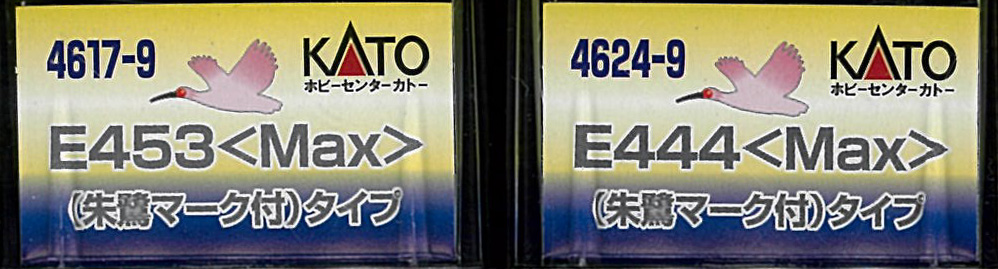 4617-9
KATO
ホビーセンターカトー
E453<Max>
(朱鷺マーク付)タイプ
4624-9
KATO
ホビーセンターカトー
E444<Max>
(朱鷺マーク付)タイプ